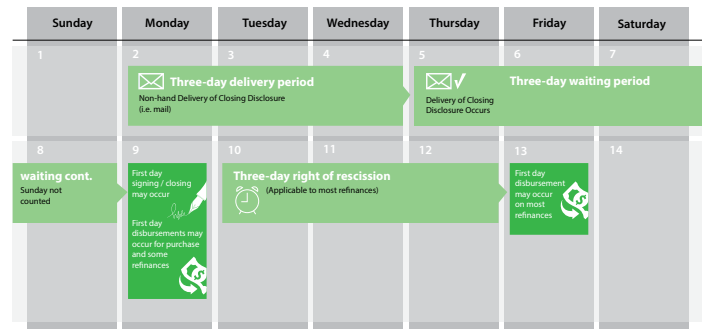 Sunday Monday Tuesday Wednesday Thursday Friday Saturday
1 2 3 4 5 6 7
Three-day delivery period
Non-hand Delivery of Closing Disclosure
(i.e. mail)
Three-day waiting period
Delivery of Closing
Disclosure Occurs
8 9 10 11 12 13 14
waiting cont.
Sunday not
counted
First day
signing / closing
may occur
First day
disbursements may
occur for purchase
and some
refinances
Three-day right of rescission
(Applicable to most refinances)
First day
disbursement
may occur
on most
refinances